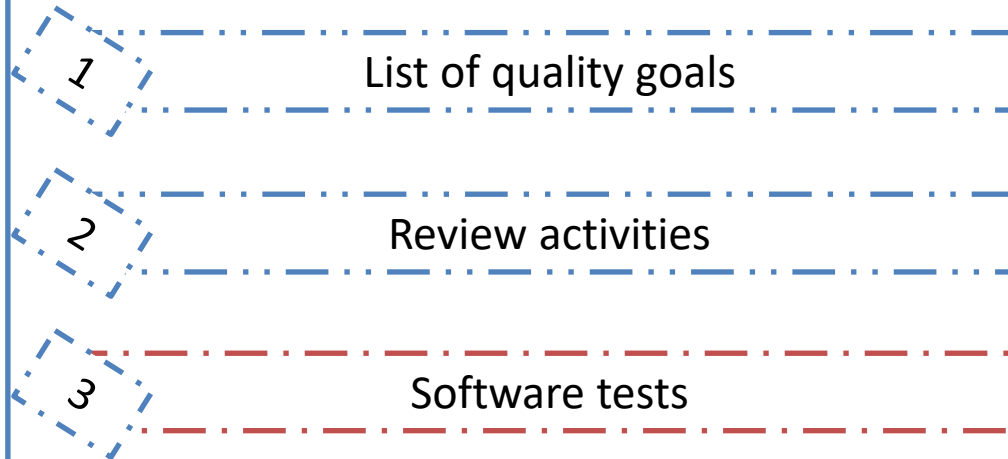 1
List of quality goals
2
Review activities
3
Software tests